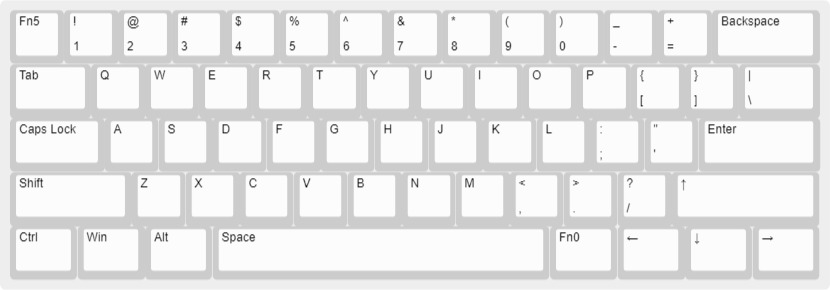 Fn5 ! @ # $ % ^ & * ( ) _ + Backspace
1 2 3 4 5 6 7 8 9 0 - =
Tab Q W E R T Y U I O P { } |
[ ] \
Caps Lock A S D F G H J K L : " Enter
; '
Shift Z X C V B N M < > ? ↑
, . /
Ctrl Win Alt Space Fn0 ← ↓ →